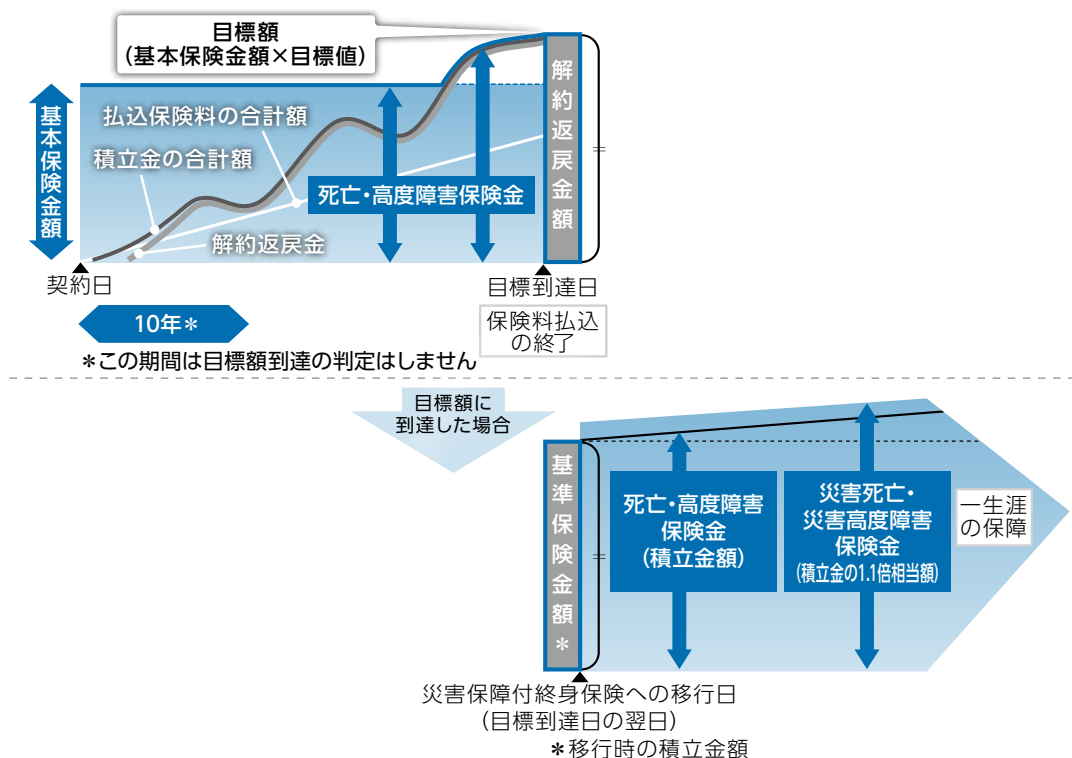 目標額
(基本保険金額×目標値)
基本保険金額
払込保険料の合計額
積立金の合計額
死亡・高度障害保険金
解約返戻金
解約返戻金額
=
契約日
目標到達日
10年＊
保険料払込
の終了
＊この期間は目標額到達の判定はしません
目標額に
到達した場合
基準保険金額＊
=
死亡・高度障害
保険金
(積立金額)
災害死亡・
災害高度障害
保険金
(積立金の1.1倍相当額)
一生涯
の保障
災害保障付終身保険への移行日
(目標到達日の翌日)
＊移行時の積立金額